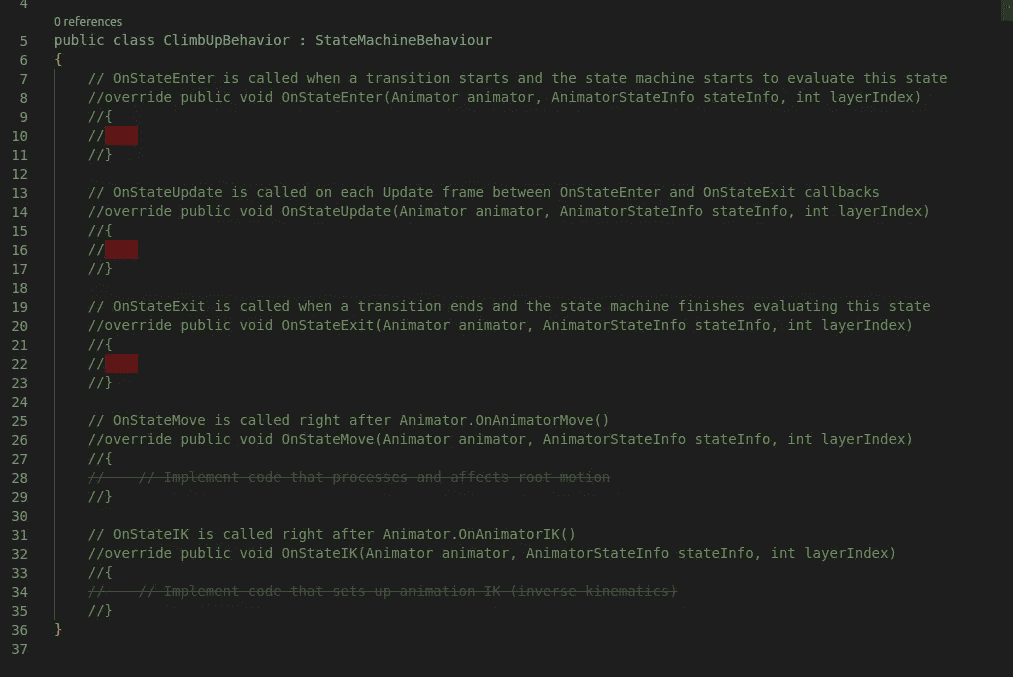 4
0 references
5 public class ClimbUpBehavior : StateMachineBehaviour
6 {
7 // OnStateEnter is called when a transition starts and the state machine starts to evaluate this state
8 //override public void OnStateEnter(Animator animator, AnimatorStateInfo stateInfo, int layerIndex)
9 //{
10 //
11 //}
12
13 // OnStateUpdate is called on each Update frame between OnStateEnter and OnStateExit callbacks
14 //override public void OnStateUpdate(Animator animator, AnimatorStateInfo stateInfo, int layerIndex)
15 //{
16 //
17 //}
18
19 // OnStateExit is called when a transition ends and the state machine finishes evaluating this state
20 //override public void OnStateExit(Animator animator, AnimatorStateInfo stateInfo, int layerIndex)
21 //{
22 //
23 //}
24
25 // OnStateMove is called right after Animator.OnAnimatorMove()
26 //override public void OnStateMove(Animator animator, AnimatorStateInfo stateInfo, int layerIndex)
27 //{
28 // // Implement code that processes and affects root motion
29 //}
30
31 // OnStateIK is called right after Animator.OnAnimatorIK()
32 //override public void OnStateIK(Animator animator, AnimatorStateInfo stateInfo, int layerIndex)
33 //{
34 // // Implement code that sets up animation IK (inverse kinematics)
35 //}
36 }
37